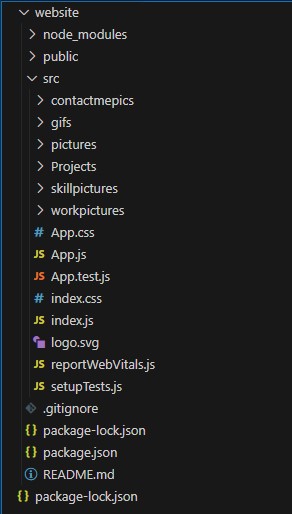 website
node_modules
public
src
contactmepics
gifs
pictures
Projects
skillpictures
workpictures
# App.css
JS App.js
JS App.test.js
# index.css
JS index.js
logo.svg
JS reportWebVitals.js
JS setupTests.js
.gitignore
{} package-lock.json
{} package.json
README.md
{} package-lock.json